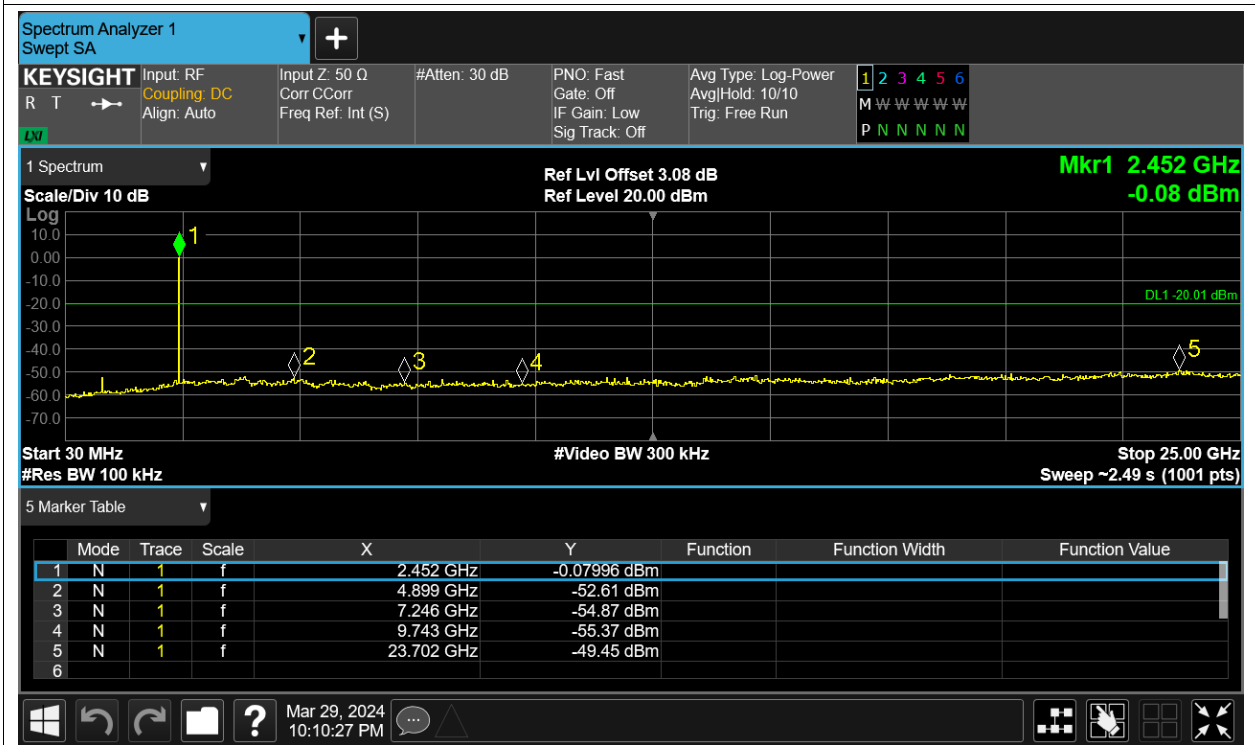 Spectrum Analyzer 1
Swept SA
KEYSIGHT
R T
LXI
Input: RF
Coupling: DC
Align: Auto
Input Z: 50 Ω
Corr CCorr
Freq Ref: Int (S)
#Atten: 30 dB
PNO: Fast
Gate: Off
IF Gain: Low
Sig Track: Off
Avg Type: Log-Power
Avg|Hold: 10/10
Trig: Free Run
1 2 3 4 5 6
M W W W W W
P N N N N N
1 Spectrum
Scale/Div 10 dB
Ref Lvl Offset 3.08 dB
Ref Level 20.00 dBm
Mkr1 2.452 GHz
-0.08 dBm
Log
10.0
0.00
-10.0
-20.0
-30.0
-40.0
-50.0
-60.0
-70.0
1
2
3
4
5
DL1 -20.01 dBm
Start 30 MHz
#Video BW 300 kHz
Stop 25.00 GHz
#Res BW 100 kHz
Sweep ~2.49 s (1001 pts)
5 Marker Table
Mode Trace Scale X Y Function Function Width Function Value
1 N 1 f 2.452 GHz -0.07996 dBm
2 N 1 f 4.899 GHz -52.61 dBm
3 N 1 f 7.246 GHz -54.87 dBm
4 N 1 f 9.743 GHz -55.37 dBm
5 N 1 f 23.702 GHz -49.45 dBm
6
?
Mar 29, 2024
10:10:27 PM